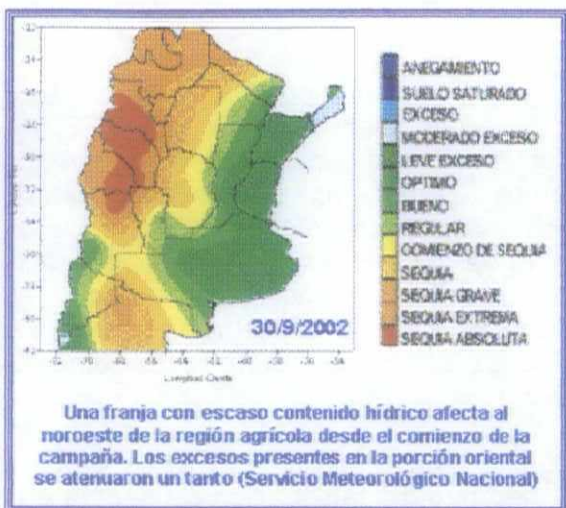 ANEGAMIENTO
SUELO SATURADO
EXCESO
MODERADO EXCESO
LEVE EXCESO
OPTIMO
BUENO
REGULAR
COMIENZO DE SEQUIA
SEQUIA
SEQUIA GRAVE
SEQUIA EXTREMA
SEQUIA ABSOLUTA
30/9/2002
Una franja con escaso contenido hídrico afecta al
noroeste de la región agrícola desde el comienzo de la
campaña. Los excesos presentes en la porción oriental
se atenuaron un tanto (Servicio Meteorológico Nacional)